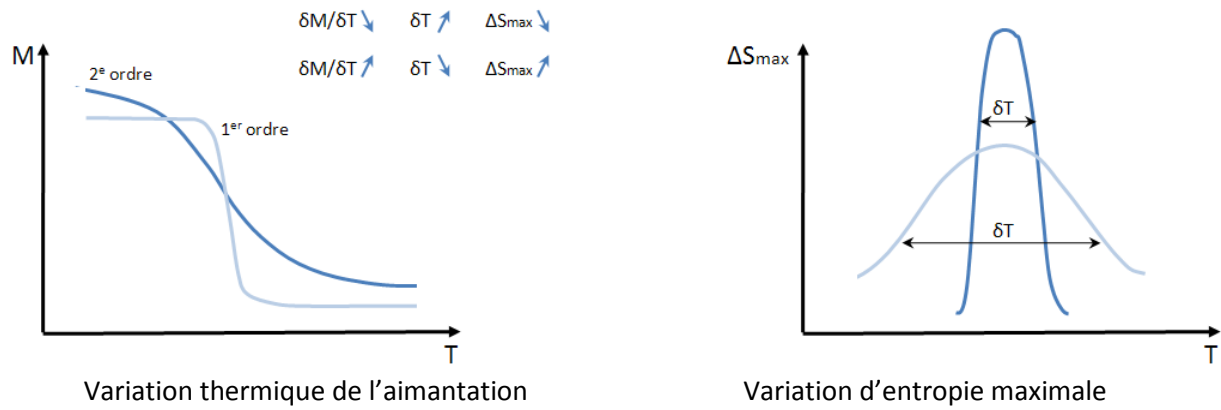 δM/δT ↘ δT ↗ ΔSmax ↘
M
δM/δT ↗ δT ↘ ΔSmax ↗
2e ordre
1er ordre
T
Variation thermique de l’aimantation
ΔSmax
δT
δT
T
Variation d’entropie maximale